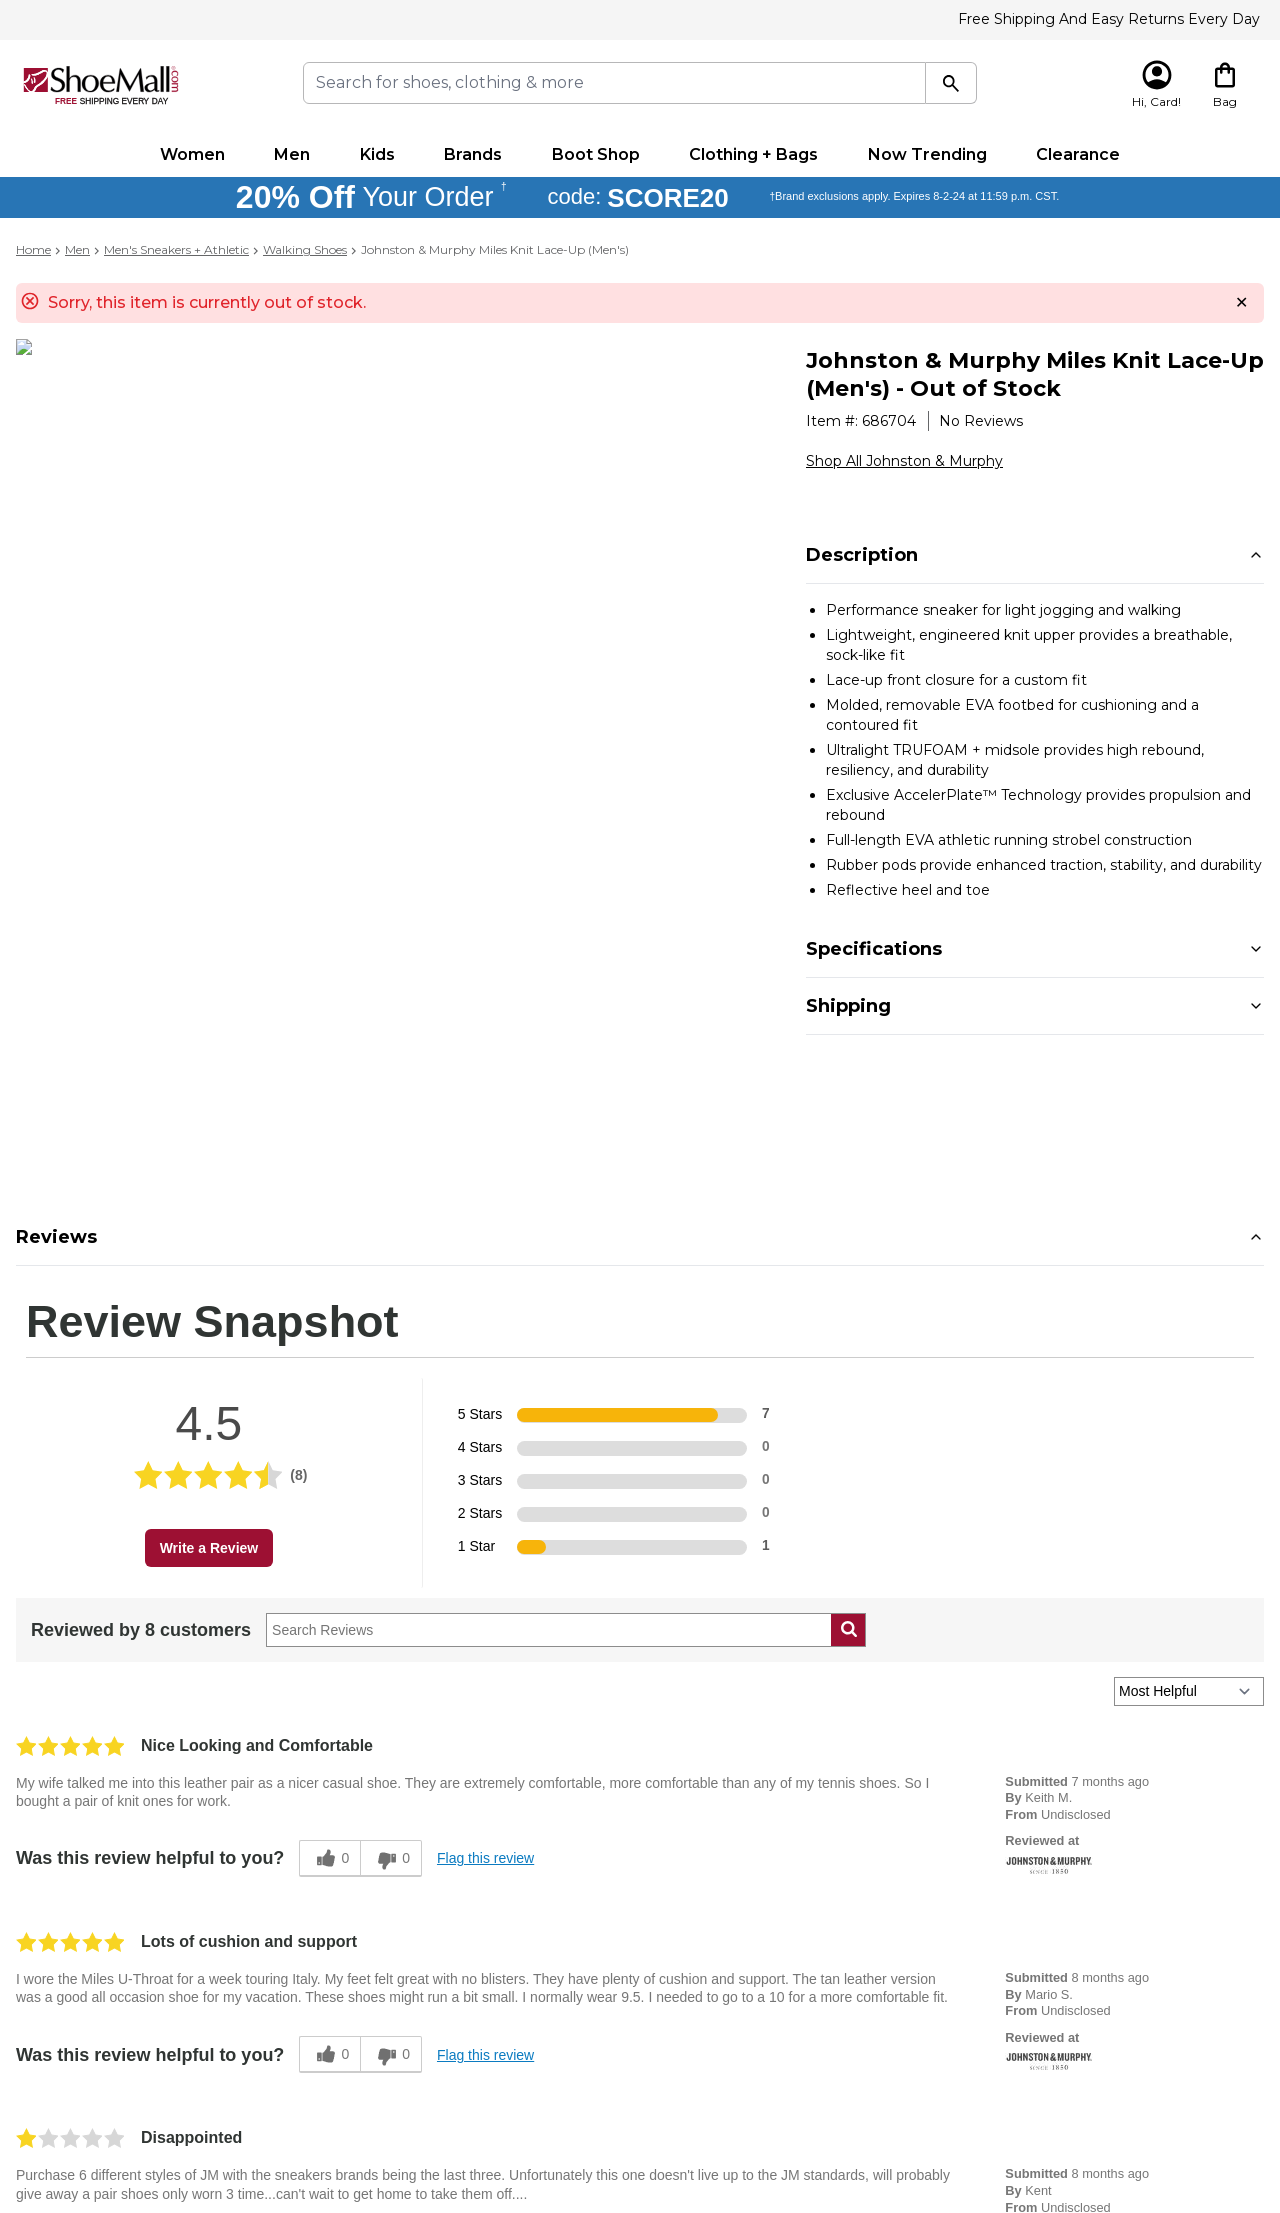 Free Shipping And Easy Returns Every Day
ShoeMall.com
FREE SHIPPING EVERY DAY
Search for shoes, clothing & more
Hi, Card!
Bag
Women Men Kids Brands Boot Shop Clothing + Bags Now Trending Clearance
20% Off Your Order † code: SCORE20 †Brand exclusions apply. Expires 8-2-24 at 11:59 p.m. CST.
Home > Men > Men's Sneakers + Athletic > Walking Shoes > Johnston & Murphy Miles Knit Lace-Up (Men's)
Sorry, this item is currently out of stock.
Johnston & Murphy Miles Knit Lace-Up
(Men's) - Out of Stock
Item #: 686704 No Reviews
Shop All Johnston & Murphy
Description
• Performance sneaker for light jogging and walking
• Lightweight, engineered knit upper provides a breathable,
sock-like fit
• Lace-up front closure for a custom fit
• Molded, removable EVA footbed for cushioning and a
contoured fit
• Ultralight TRUFOAM + midsole provides high rebound,
resiliency, and durability
• Exclusive AccelerPlate™ Technology provides propulsion and
rebound
• Full-length EVA athletic running strobel construction
• Rubber pods provide enhanced traction, stability, and durability
• Reflective heel and toe
Specifications
Shipping
Reviews
Review Snapshot
4.5
(8)
Write a Review
5 Stars 7
4 Stars 0
3 Stars 0
2 Stars 0
1 Star 1
Reviewed by 8 customers
Search Reviews
Most Helpful
Nice Looking and Comfortable
My wife talked me into this leather pair as a nicer casual shoe. They are extremely comfortable, more comfortable than any of my tennis shoes. So I
bought a pair of knit ones for work.
Submitted 7 months ago
By Keith M.
From Undisclosed
Reviewed at
JOHNSTON & MURPHY.
SINCE 1850
Was this review helpful to you? 0 0 Flag this review
Lots of cushion and support
I wore the Miles U-Throat for a week touring Italy. My feet felt great with no blisters. They have plenty of cushion and support. The tan leather version
was a good all occasion shoe for my vacation. These shoes might run a bit small. I normally wear 9.5. I needed to go to a 10 for a more comfortable fit.
Submitted 8 months ago
By Mario S.
From Undisclosed
Reviewed at
JOHNSTON & MURPHY.
SINCE 1850
Was this review helpful to you? 0 0 Flag this review
Disappointed
Purchase 6 different styles of JM with the sneakers brands being the last three. Unfortunately this one doesn't live up to the JM standards, will probably
give away a pair shoes only worn 3 time...can't wait to get home to take them off....
Submitted 8 months ago
By Kent
From Undisclosed